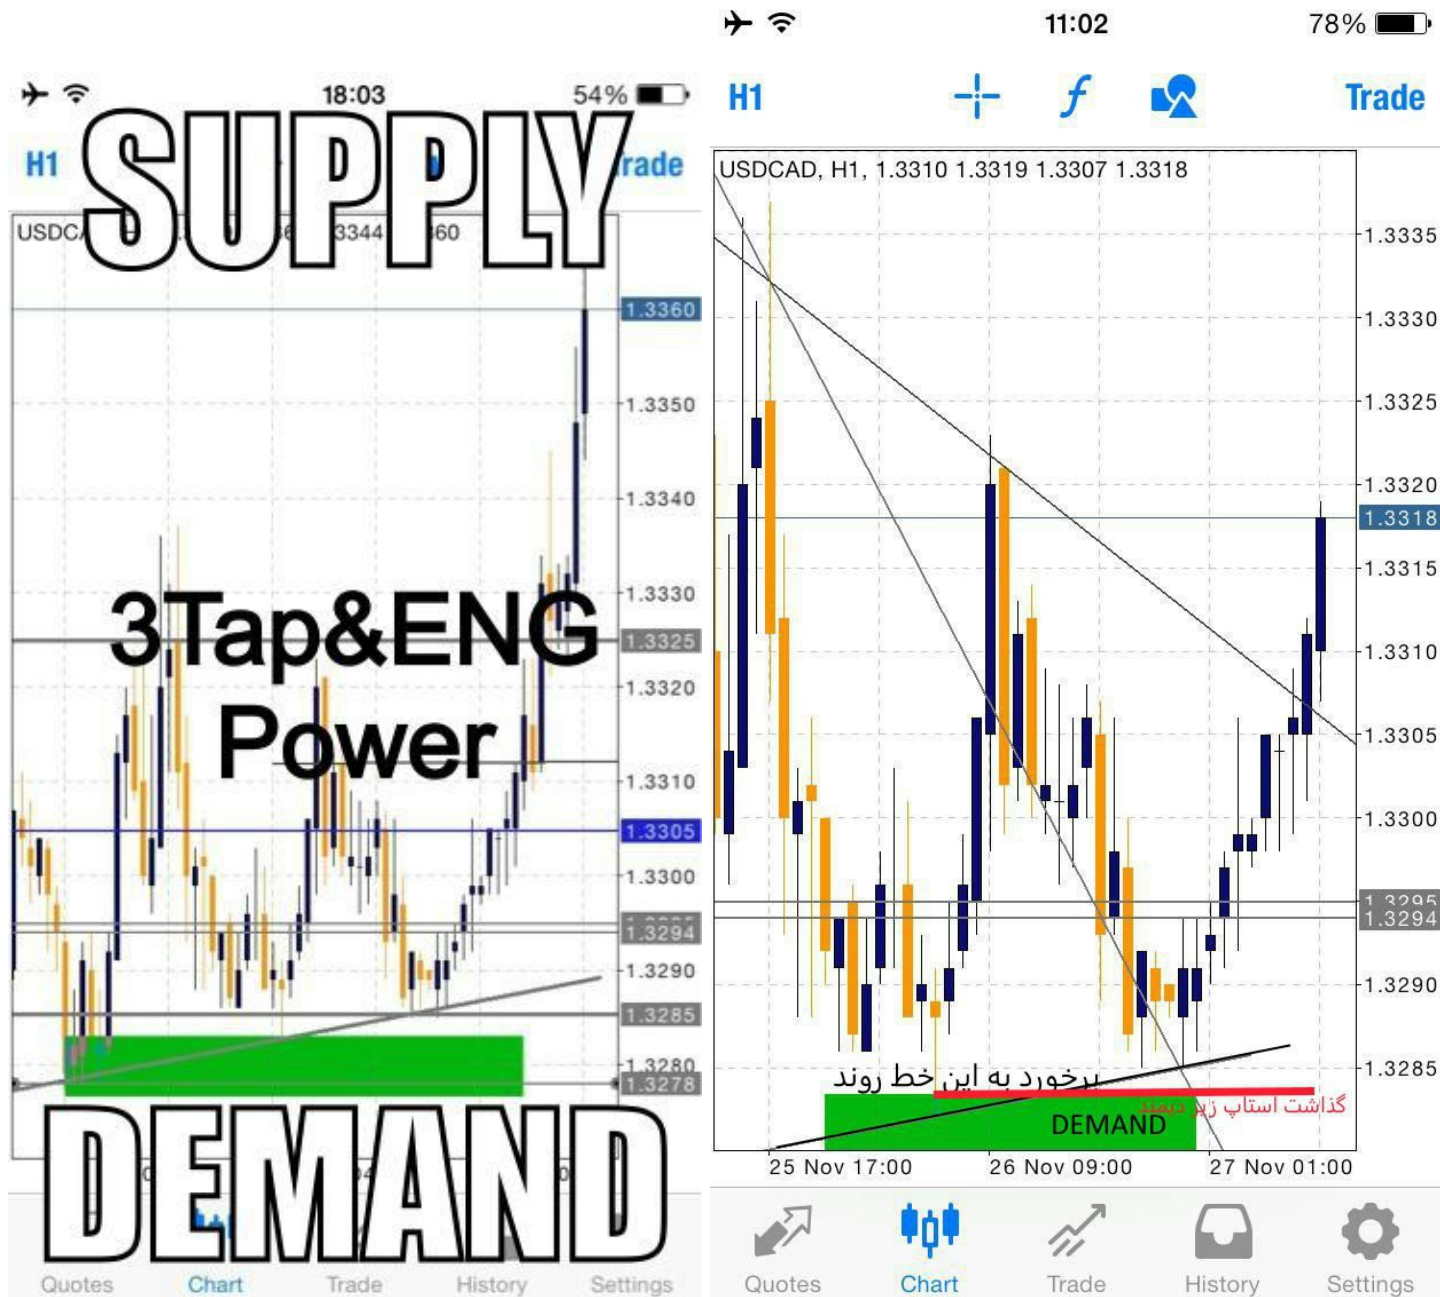 18:03
54%
SUPPLY
H1
rade
USDCA
3344
360
1.3360
1.3350
1.3340
1.3330
3Tap&ENG
1.3325
1.3320
Power
1.3310
1.3305
1.3300
1.3294
1.3290
1.3285
1.3280
1.3278
DEMAND
Quotes
Chart
Trade
History
Settings
11:02
78%
H1
Trade
USDCAD, H1, 1.3310 1.3319 1.3307 1.3318
1.3335
1.3330
1.3325
1.3320
1.3318
1.3315
1.3310
1.3305
1.3300
1.3295
1.3294
1.3290
1.3285
برخورد به این خط روند
گذاشت استاپ زیر دیمند
DEMAND
25 Nov 17:00
26 Nov 09:00
27 Nov 01:00
Quotes
Chart
Trade
History
Settings